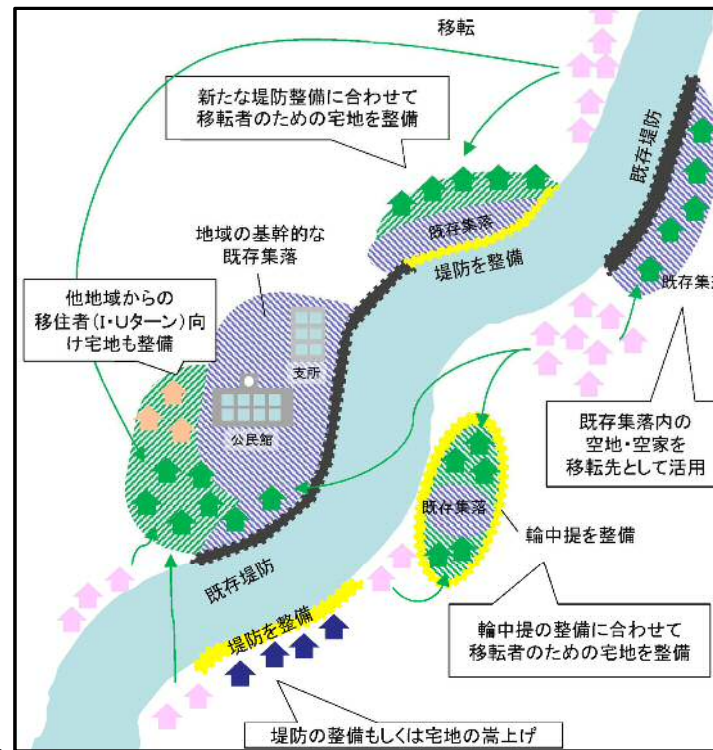 移転
新たな堤防整備に合わせて
移転者のための宅地を整備
既存堤防
既存集落
堤防を整備
地域の基幹的な
既存集落
既存集落
他地域からの
移住者(I・Uターン)向
け宅地も整備
支所
公民館
既存集落内の
空地・空家を
移転先として活用
既存集落
輪中提を整備
既存堤防
堤防を整備
輪中提の整備に合わせて
移転者のための宅地を整備
堤防の整備もしくは宅地の嵩上げ